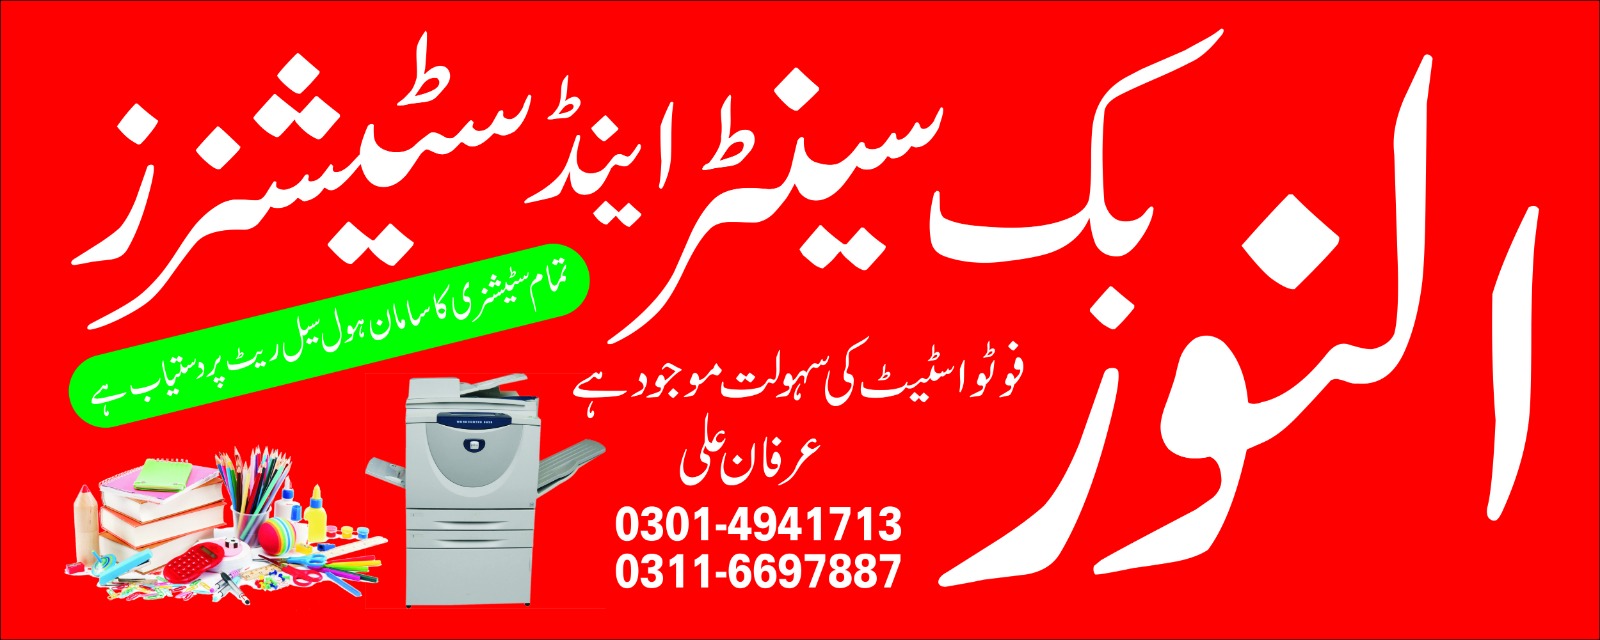 النور بک سینٹر اینڈ سٹیشنرز
تمام سٹیشنری کا سامان ہول سیل ریٹ پر دستیاب ہے
فوٹو اسٹیٹ کی سہولت موجود ہے
عرفان علی
0301-4941713
0311-6697887